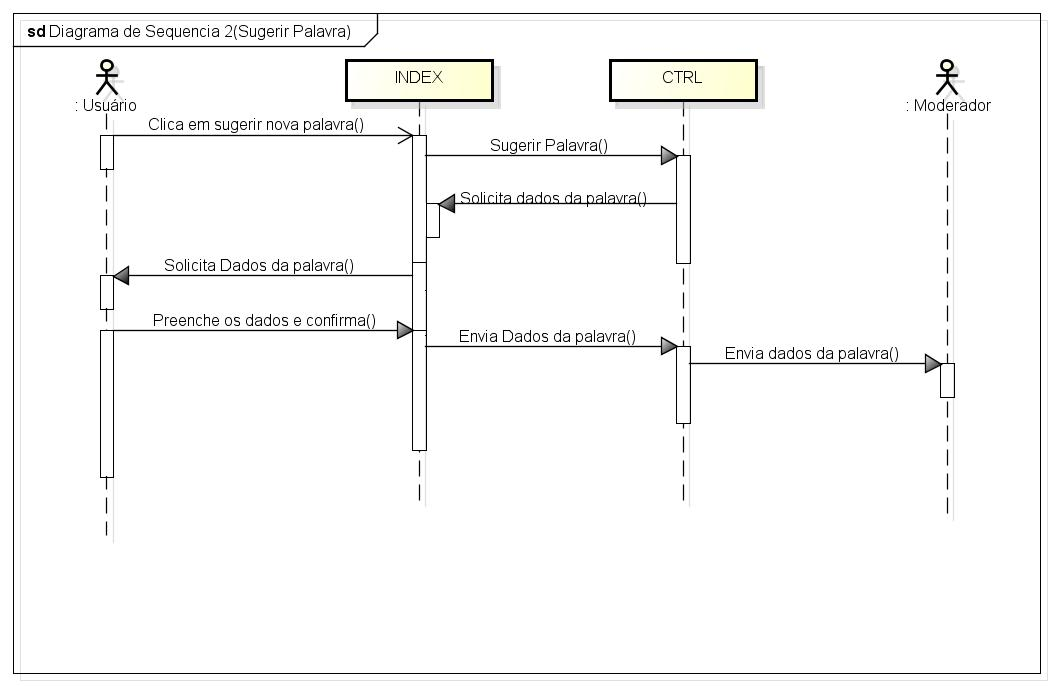 sd Diagrama de Sequencia 2(Sugerir Palavra)
INDEX
CTRL
: Usuário
: Moderador
Clica em sugerir nova palavra()
Sugerir Palavra()
Solicita dados da palavra()
Solicita Dados da palavra()
Preenche os dados e confirma()
Envia Dados da palavra()
Envia dados da palavra()